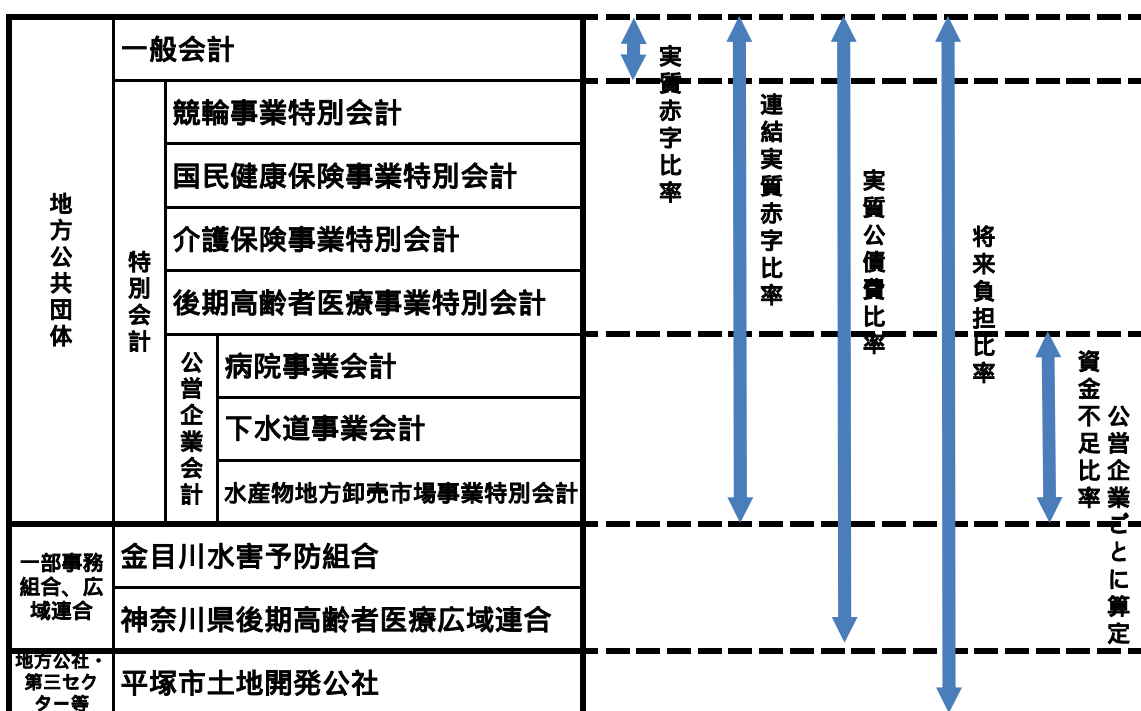 地方公共団体
一般会計
特別会計
競輪事業特別会計
国民健康保険事業特別会計
介護保険事業特別会計
後期高齢者医療事業特別会計
公営企業会計
病院事業会計
下水道事業会計
水産物地方卸売市場事業特別会計
一部事務
組合、広
域連合
金目川水害予防組合
神奈川県後期高齢者医療広域連合
地方公社・
第三セク
ター等
平塚市土地開発公社
実質赤字比率
連結実質赤字比率
実質公債費比率
将来負担比率
公営企業ごとに算定
資金不足比率